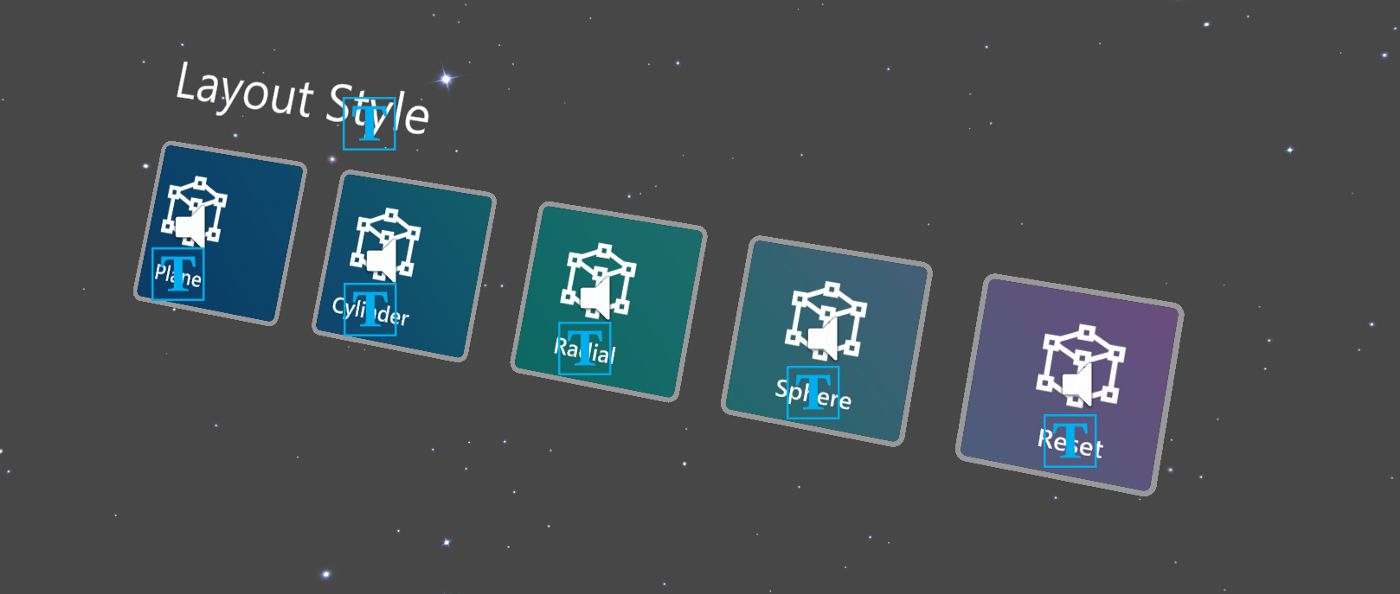 Layout Style
Plane
Cylinder
Radial
Sphere
Reset